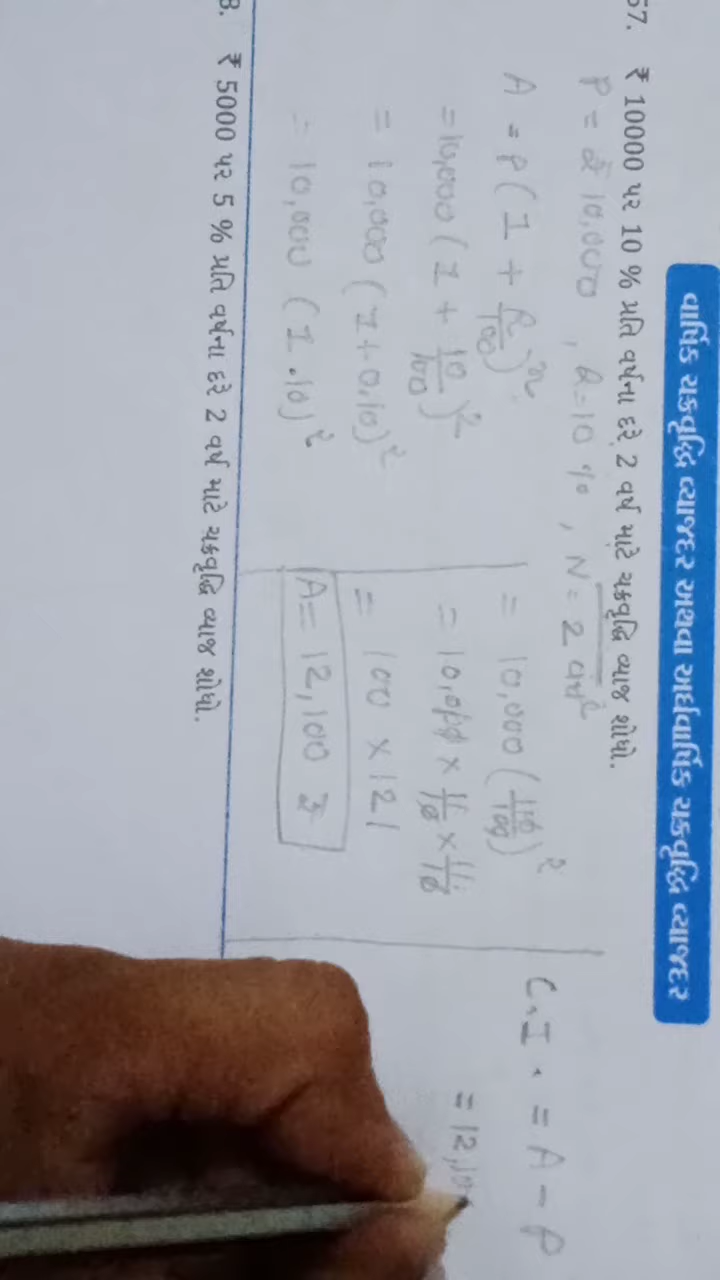 વાર્ષિક ચક્રવૃદ્ધિ વ્યાજદર અથવા અર્ધવાર્ષિક ચક્રવૃદ્ધિ વ્યાજદર
57. ₹ 10000 પર 10 % પ્રતિ વર્ષના દરે 2 વર્ષ માટે ચક્રવૃદ્ધિ વ્યાજ શોધો.
P = ₹ 10,000 , R = 10 % , N = 2 વર્ષ
A = P ( 1 + R/100 )ⁿ
= 10,000 ( 1 + 10/100 )²
= 10,000 ( 1 + 0.10 )²
= 10,000 ( 1.10 )²
= 10,000 ( 110/100 )²
= 10,000 × 11/10 × 11/10
= 100 × 121
A = 12,100 ₹
C.I. = A - P
= 12,10
8. ₹ 5000 પર 5 % પ્રતિ વર્ષના દરે 2 વર્ષ માટે ચક્રવૃદ્ધિ વ્યાજ શોધો.